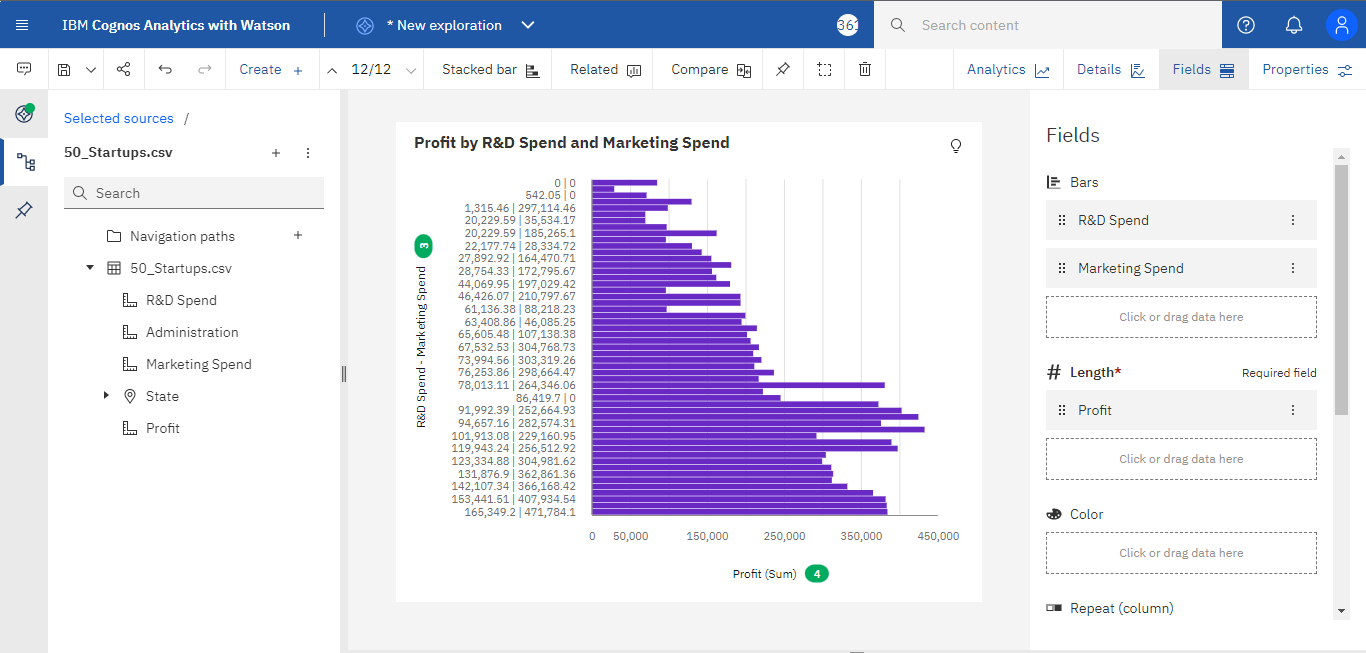 IBM Cognos Analytics with Watson
* New exploration
361
Search content
Create +
12/12
Stacked bar
Related
Compare
Analytics
Details
Fields
Properties
Selected sources /
50_Startups.csv
Search
Navigation paths
50_Startups.csv
R&D Spend
Administration
Marketing Spend
State
Profit
Profit by R&D Spend and Marketing Spend
R&D Spend - Marketing Spend
3
0 | 0
542.05 | 0
1,315.46 | 297,114.46
20,229.59 | 35,534.17
20,229.59 | 185,265.1
22,177.74 | 28,334.72
27,892.92 | 164,470.71
28,754.33 | 172,795.67
44,069.95 | 197,029.42
46,426.07 | 210,797.67
61,136.38 | 88,218.23
63,408.86 | 46,085.25
65,605.48 | 107,138.38
67,532.53 | 304,768.73
73,994.56 | 303,319.26
76,253.86 | 298,664.47
78,013.11 | 264,346.06
86,419.7 | 0
91,992.39 | 252,664.93
94,657.16 | 282,574.31
101,913.08 | 229,160.95
119,943.24 | 256,512.92
123,334.88 | 304,981.62
131,876.9 | 362,861.36
142,107.34 | 366,168.42
153,441.51 | 407,934.54
165,349.2 | 471,784.1
0 50,000 150,000 250,000 350,000 450,000
Profit (Sum) 4
Fields
Bars
R&D Spend
Marketing Spend
Click or drag data here
Length* Required field
Profit
Click or drag data here
Color
Click or drag data here
Repeat (column)